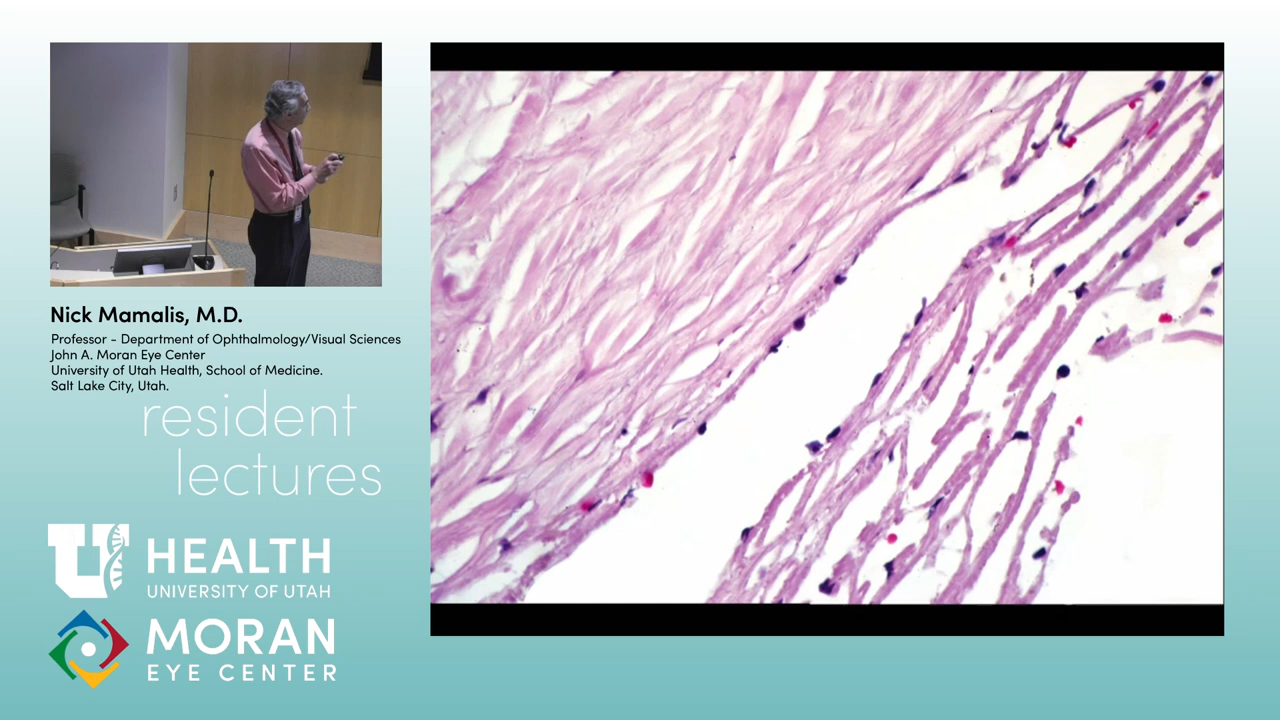 Nick Mamalis, M.D.
Professor - Department of Ophthalmology/Visual Sciences
John A. Moran Eye Center
University of Utah Health, School of Medicine.
Salt Lake City, Utah.
resident
lectures
U HEALTH
UNIVERSITY OF UTAH
MORAN
EYE CENTER